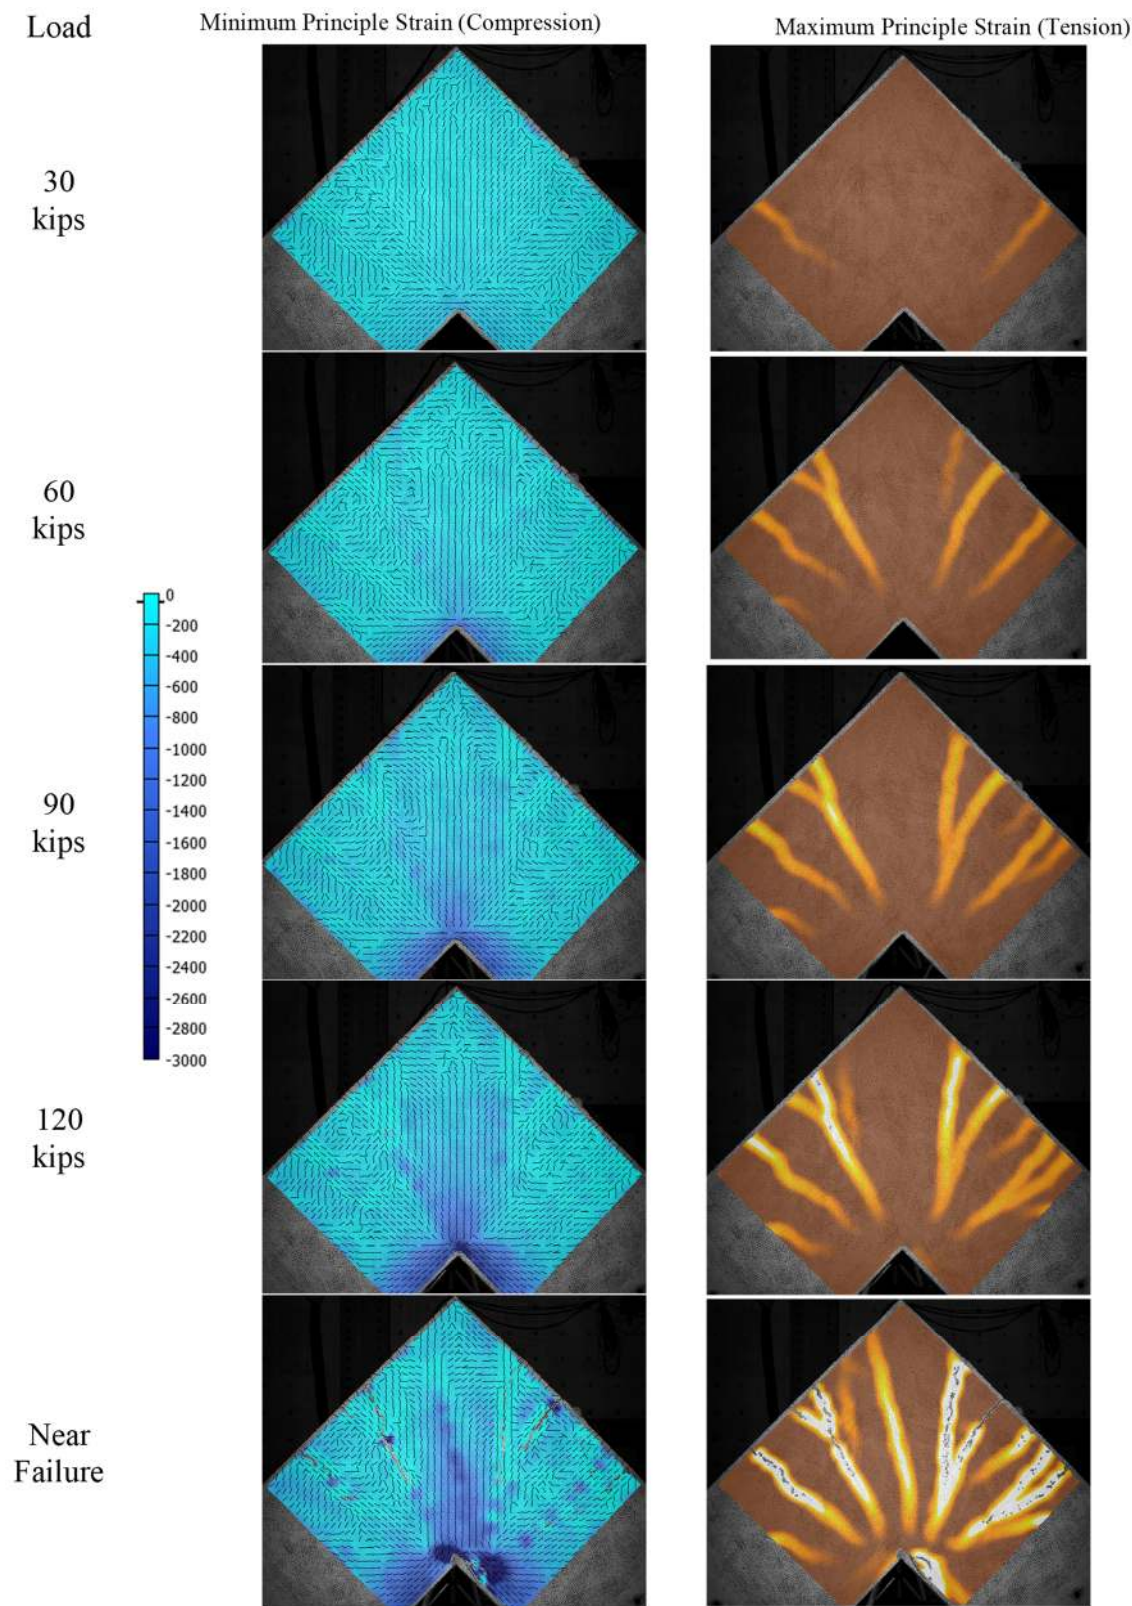 Load
Minimum Principle Strain (Compression)
Maximum Principle Strain (Tension)
30
kips
60
kips
0
-200
-400
-600
-800
-1000
-1200
-1400
-1600
-1800
-2000
-2200
-2400
-2600
-2800
-3000
90
kips
120
kips
Near
Failure